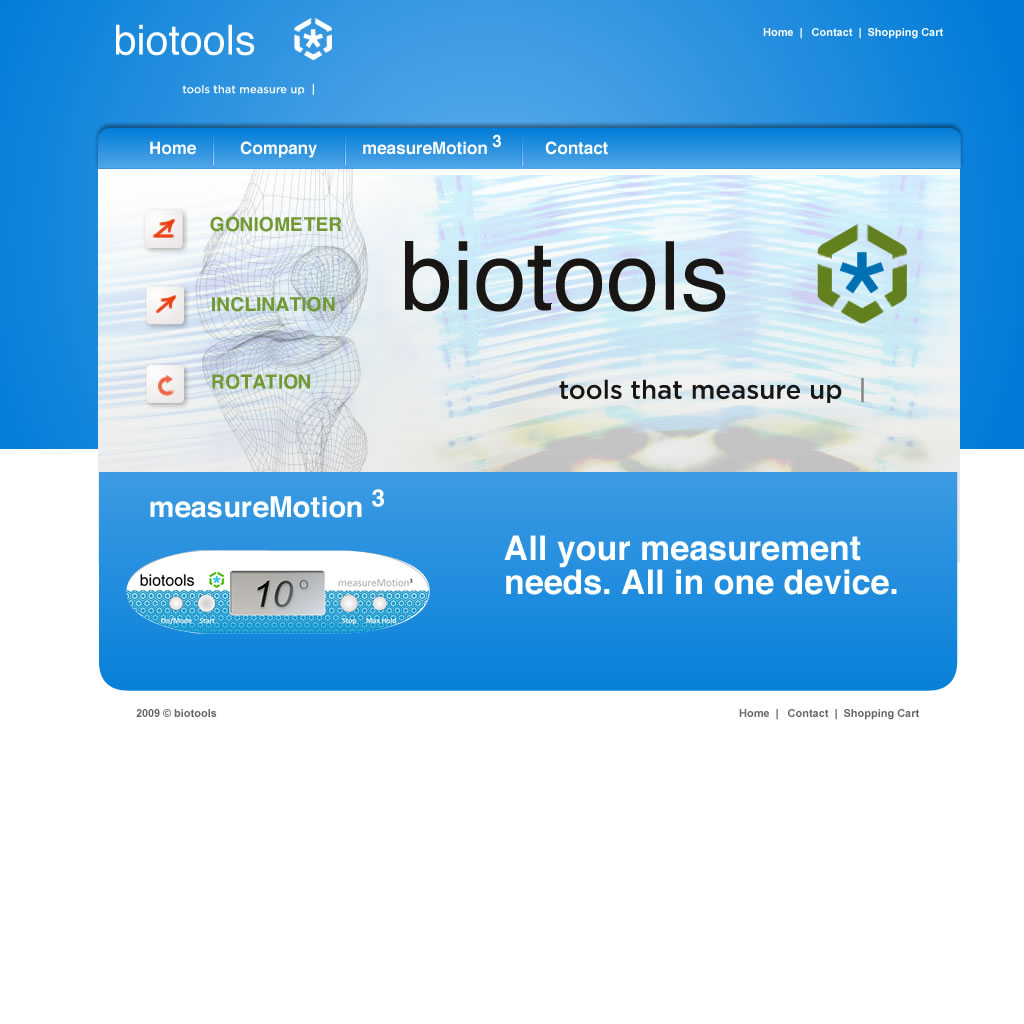 biotools
Home | Contact | Shopping Cart
tools that measure up |
Home Company measureMotion 3 Contact
GONIOMETER
INCLINATION
ROTATION
biotools
tools that measure up |
measureMotion 3
All your measurement
needs. All in one device.
biotools
10°
measureMotion³
On/Mode Start Stop Max Hold
2009 © biotools
Home | Contact | Shopping Cart